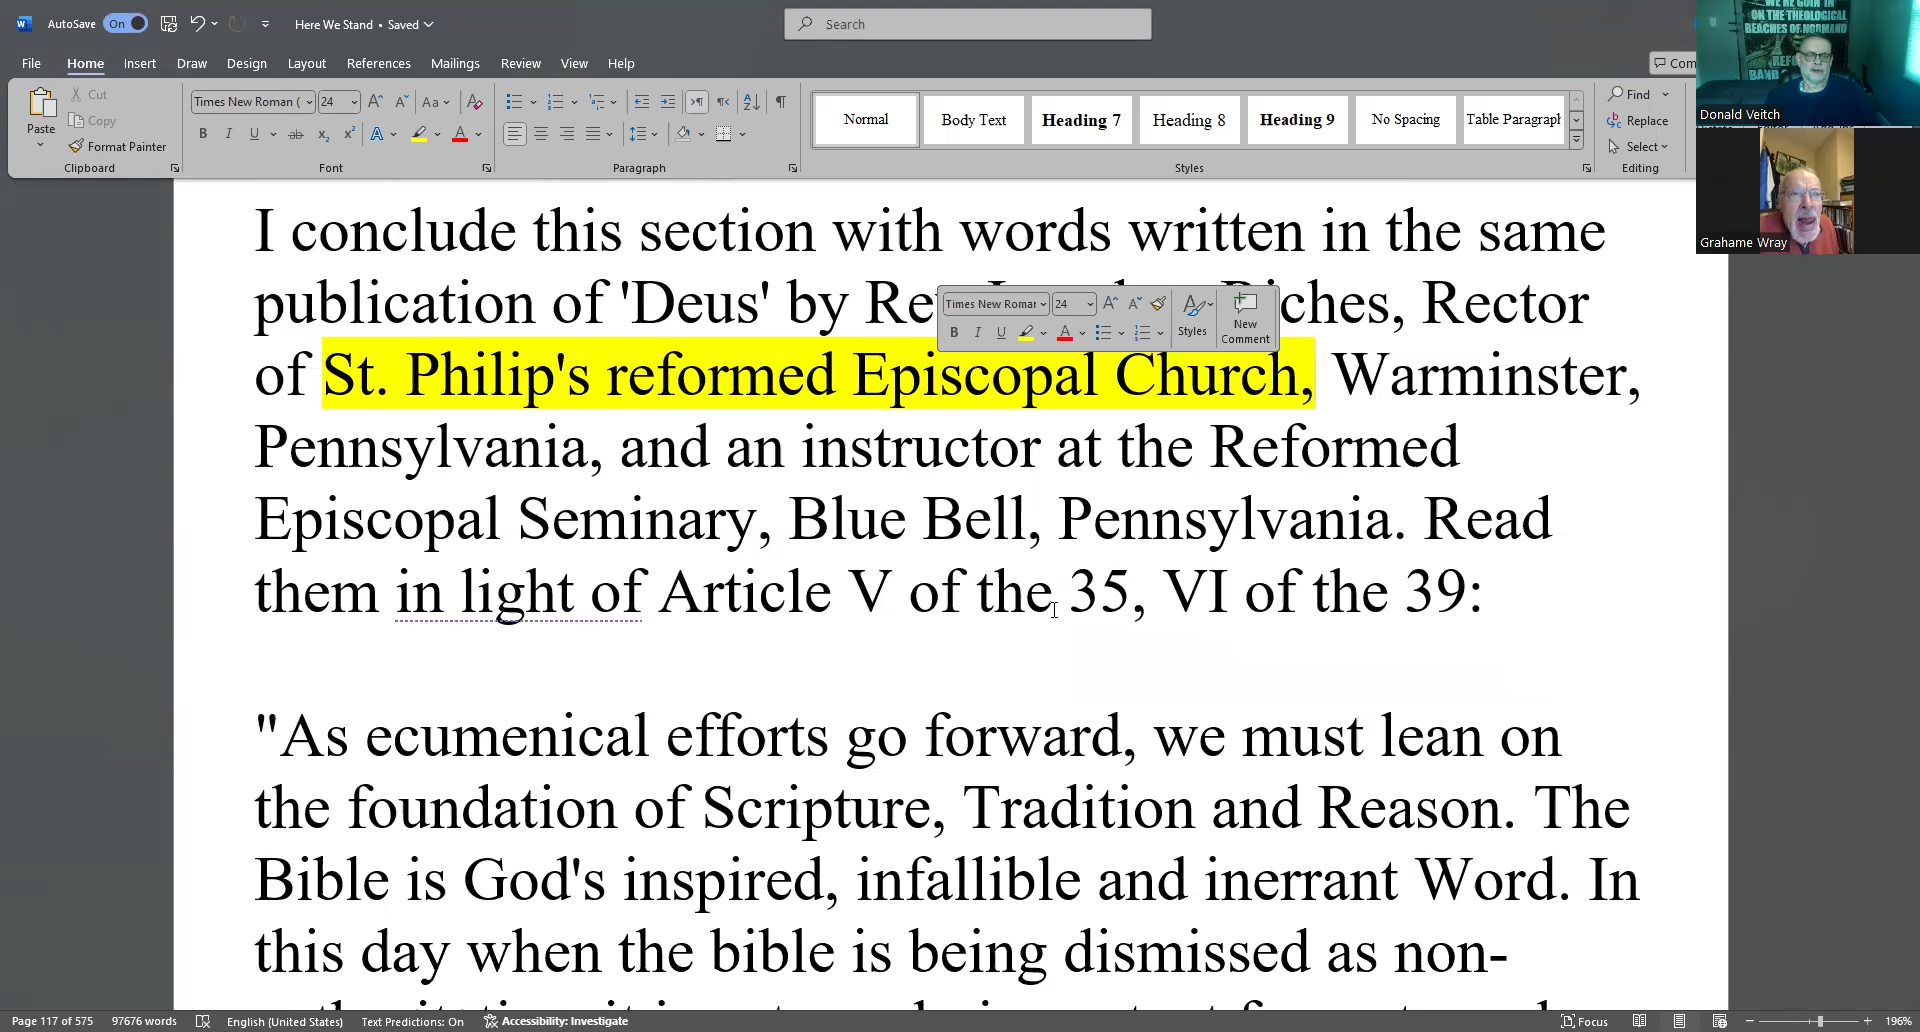 AutoSave On Here We Stand • Saved Search
File Home Insert Draw Design Layout References Mailings Review View Help
Paste Cut Copy Format Painter Clipboard
Times New Roman ( 24 Font
Paragraph
Normal Body Text Heading 7 Heading 8 Heading 9 No Spacing Table Paragraph Styles
Find Replace Select Editing
ON THE THEOLOGICAL
BEACHES OF NORMAND
Donald Veitch
Grahame Wray
I conclude this section with words written in the same
publication of 'Deus' by Riches, Rector
of St. Philip's reformed Episcopal Church, Warminster,
Pennsylvania, and an instructor at the Reformed
Episcopal Seminary, Blue Bell, Pennsylvania. Read
them in light of Article V of the 35, VI of the 39:
"As ecumenical efforts go forward, we must lean on
the foundation of Scripture, Tradition and Reason. The
Bible is God's inspired, infallible and inerrant Word. In
this day when the bible is being dismissed as non-
Times New Romar 24
Styles New Comment
Page 117 of 575 97676 words English (United States) Text Predictions: On Accessibility: Investigate Focus 196%